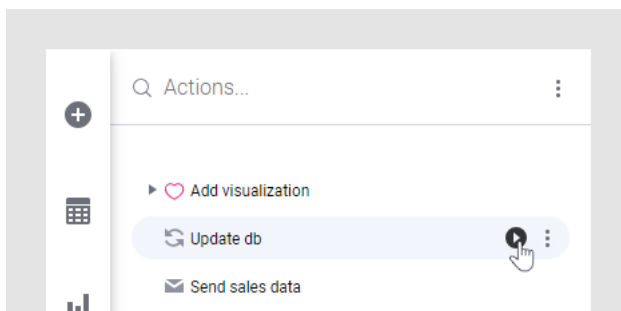 Actions...
Add visualization
Update db
Send sales data